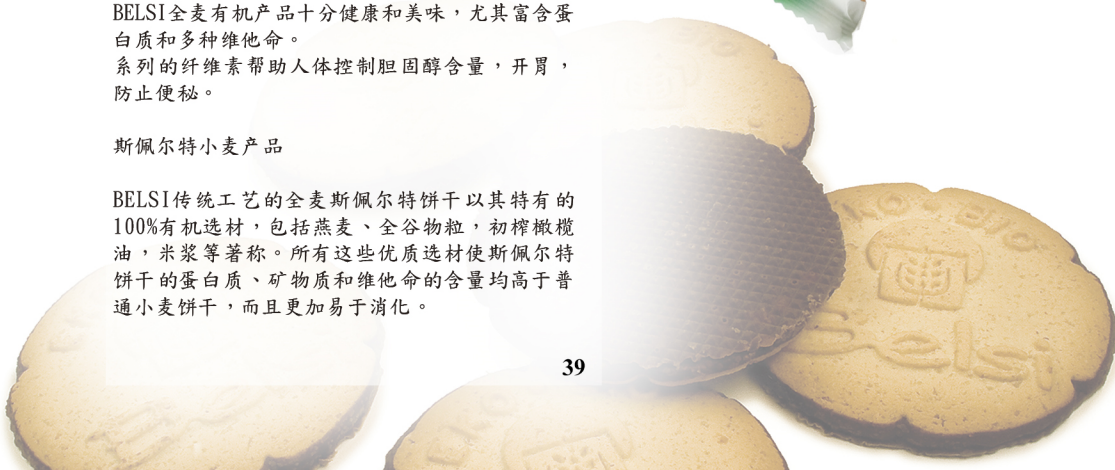 BELSI全麦有机产品十分健康和美味，尤其富含蛋
白质和多种维他命。
系列的纤维素帮助人体控制胆固醇含量，开胃，
防止便秘。
斯佩尔特小麦产品
BELSI传统工艺的全麦斯佩尔特饼干以其特有的
100%有机选材，包括燕麦、全谷物粒，初榨橄榄
油，米浆等著称。所有这些优质选材使斯佩尔特
饼干的蛋白质、矿物质和维他命的含量均高于普
通小麦饼干，而且更加易于消化。
39
Belsi